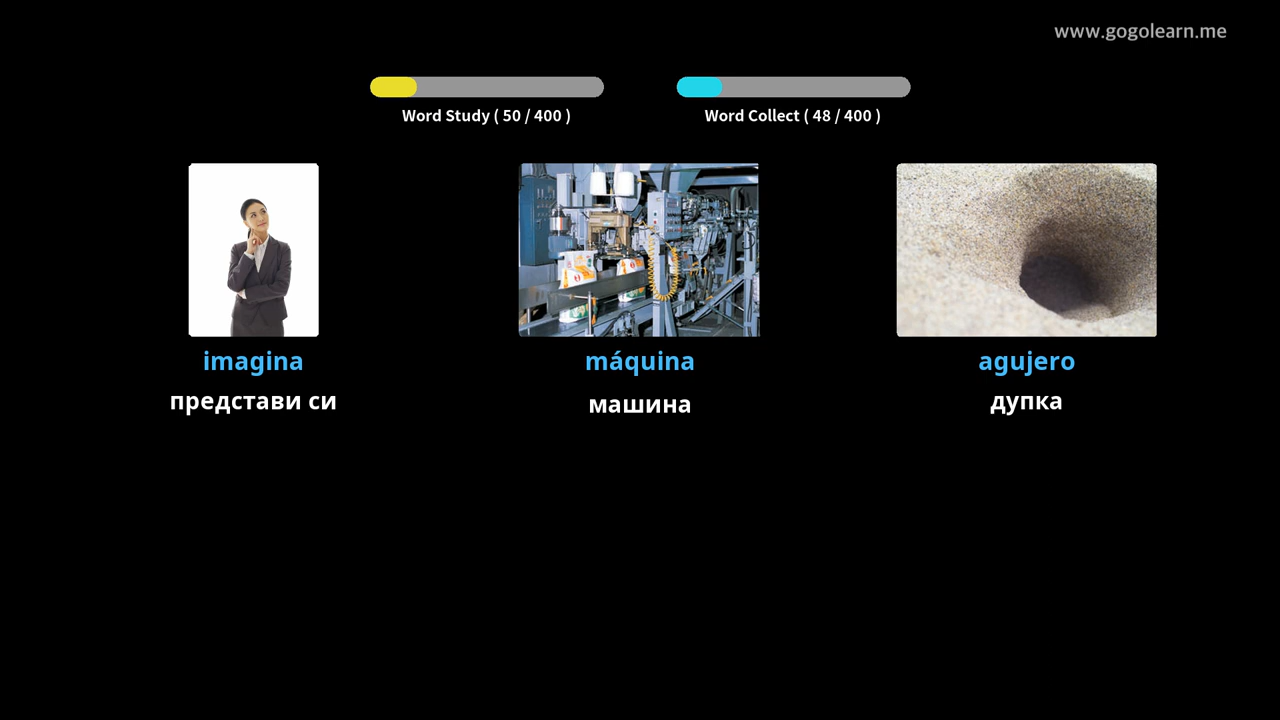 www.gogolearn.me
Word Study ( 50 / 400 )
Word Collect ( 48 / 400 )
imagina
máquina
agujero
представи си
машина
дупка